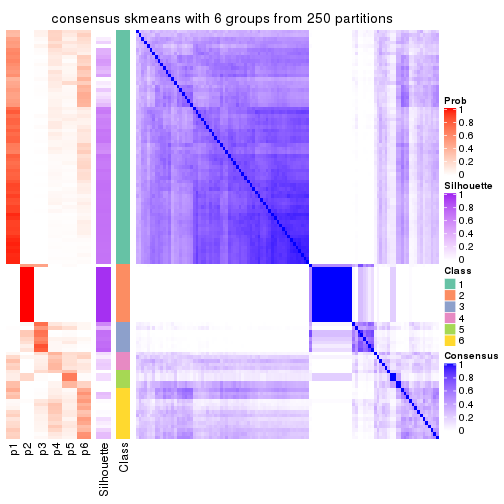 consensus skmeans with 6 groups from 250 partitions
p1
p2
p3
p4
p5
p6
Silhouette
Class
Prob
1
0.8
0.6
0.4
0.2
0
Silhouette
1
0.8
0.6
0.4
0.2
0
Class
1
2
3
4
5
6
Consensus
1
0.8
0.6
0.4
0.2
0